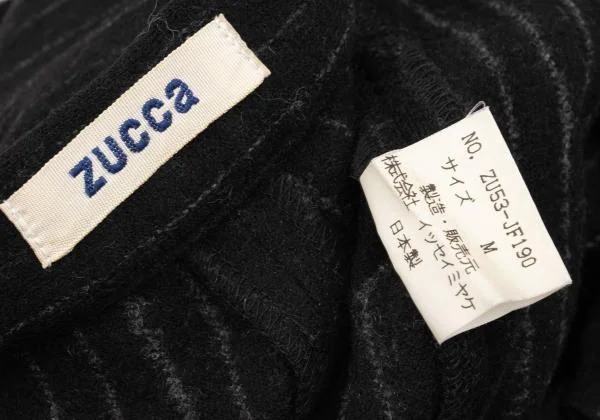 zucca
NO. ZU53-JF190
サイズ M
製造・販売元
株式会社 イッセイミヤケ
日本製